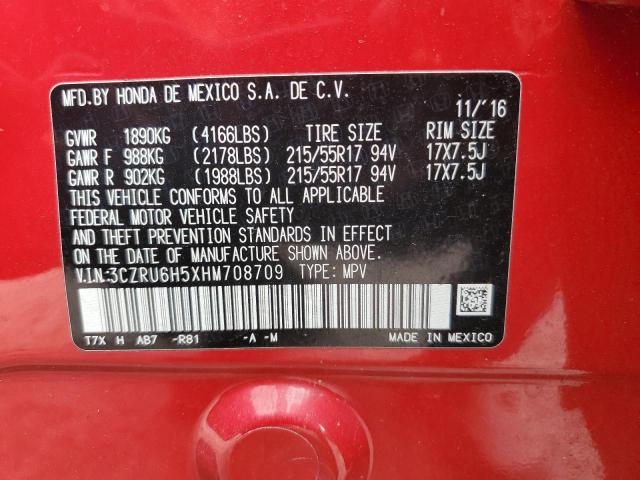 MFD.BY HONDA DE MEXICO S.A. DE C.V.
11/'16
GVWR 1890KG (4166LBS) TIRE SIZE RIM SIZE
GAWR F 988KG (2178LBS) 215/55R17 94V 17X7.5J
GAWR R 902KG (1988LBS) 215/55R17 94V 17X7.5J
THIS VEHICLE CONFORMS TO ALL APPLICABLE
FEDERAL MOTOR VEHICLE SAFETY
AND THEFT PREVENTION STANDARDS IN EFFECT
ON THE DATE OF MANUFACTURE SHOWN ABOVE.
V.I.N:3CZRU6H5XHM708709 TYPE: MPV
T7X H AB7 -R81 -A -M MADE IN MEXICO